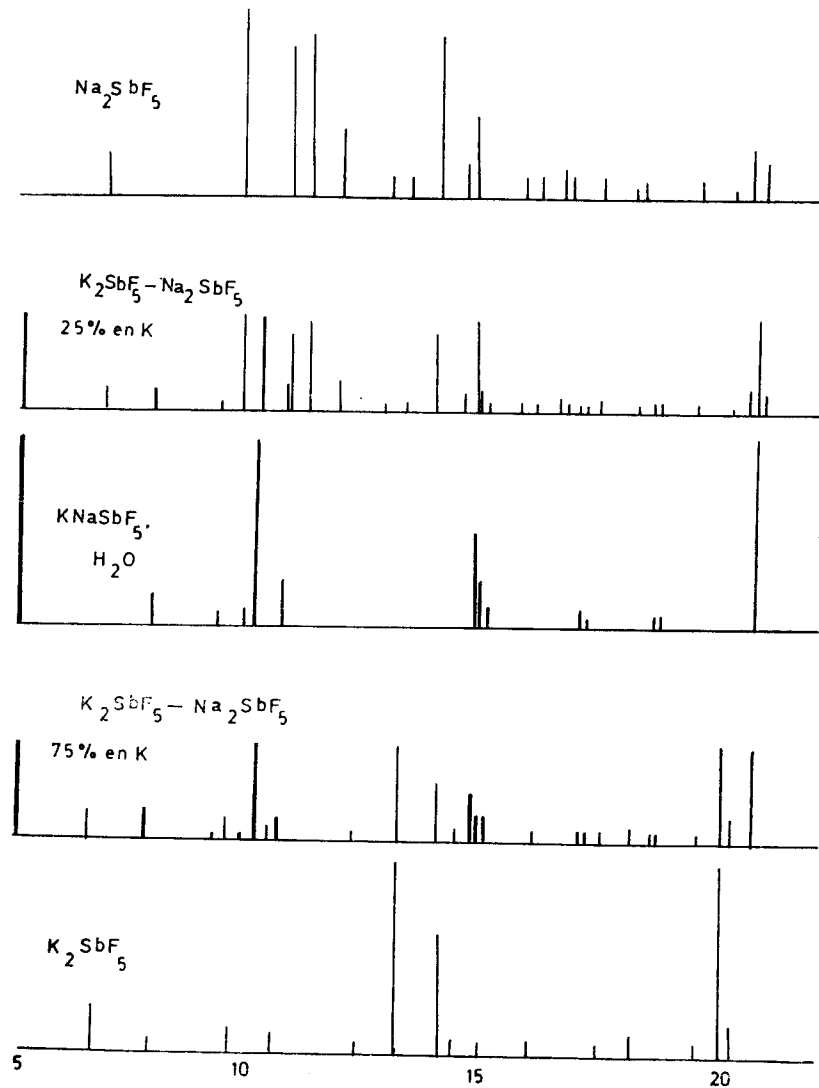 Na2SbF5
K2SbF5-Na2SbF5
25% en K
KNaSbF5.
H2O
K2SbF5 — Na2SbF5
75% en K
K2SbF5
5 10 15 20